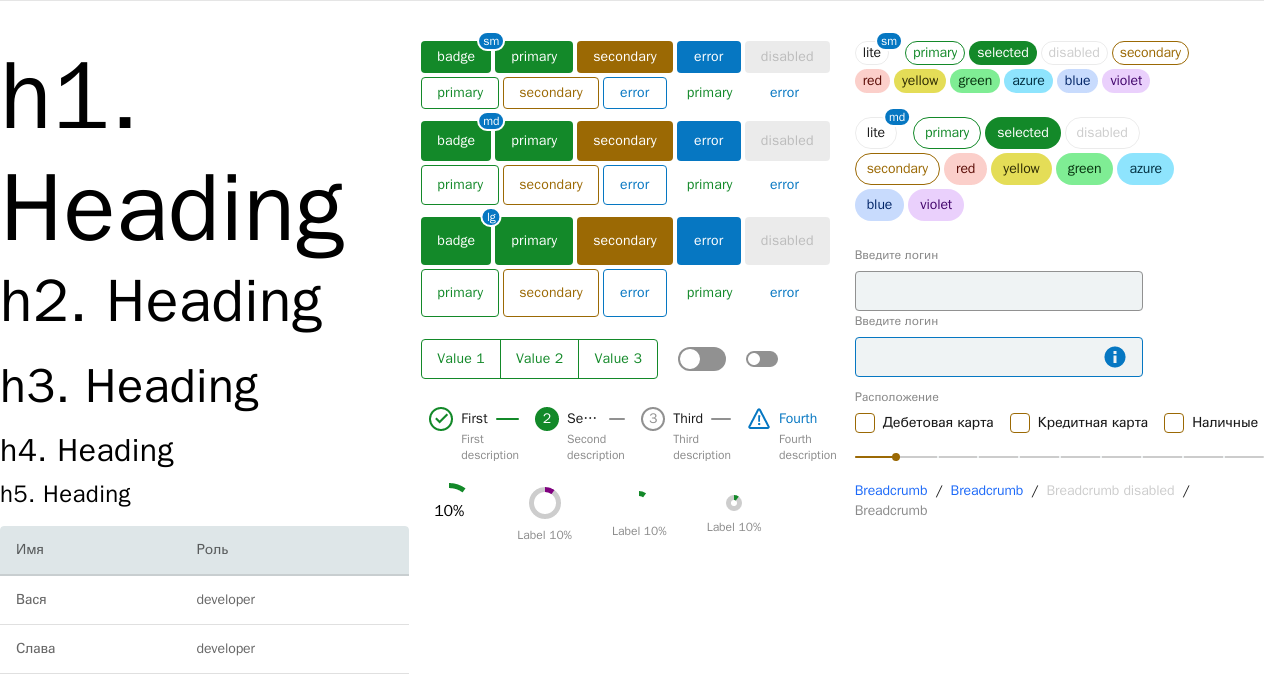 h1.
Heading
h2. Heading
h3. Heading
h4. Heading
h5. Heading
Имя Роль
Вася developer
Слава developer
sm
badge primary secondary error disabled
primary secondary error primary error
md
badge primary secondary error disabled
primary secondary error primary error
lg
badge primary secondary error disabled
primary secondary error primary error
Value 1 Value 2 Value 3
First 2 Se··· 3 Third Fourth
First Second Third Fourth
description description description description
10%
Label 10% Label 10% Label 10%
sm
lite primary selected disabled secondary
red yellow green azure blue violet
md
lite primary selected disabled
secondary red yellow green azure
blue violet
Введите логин
Введите логин
Расположение
Дебетовая карта Кредитная карта Наличные
Breadcrumb / Breadcrumb / Breadcrumb disabled /
Breadcrumb